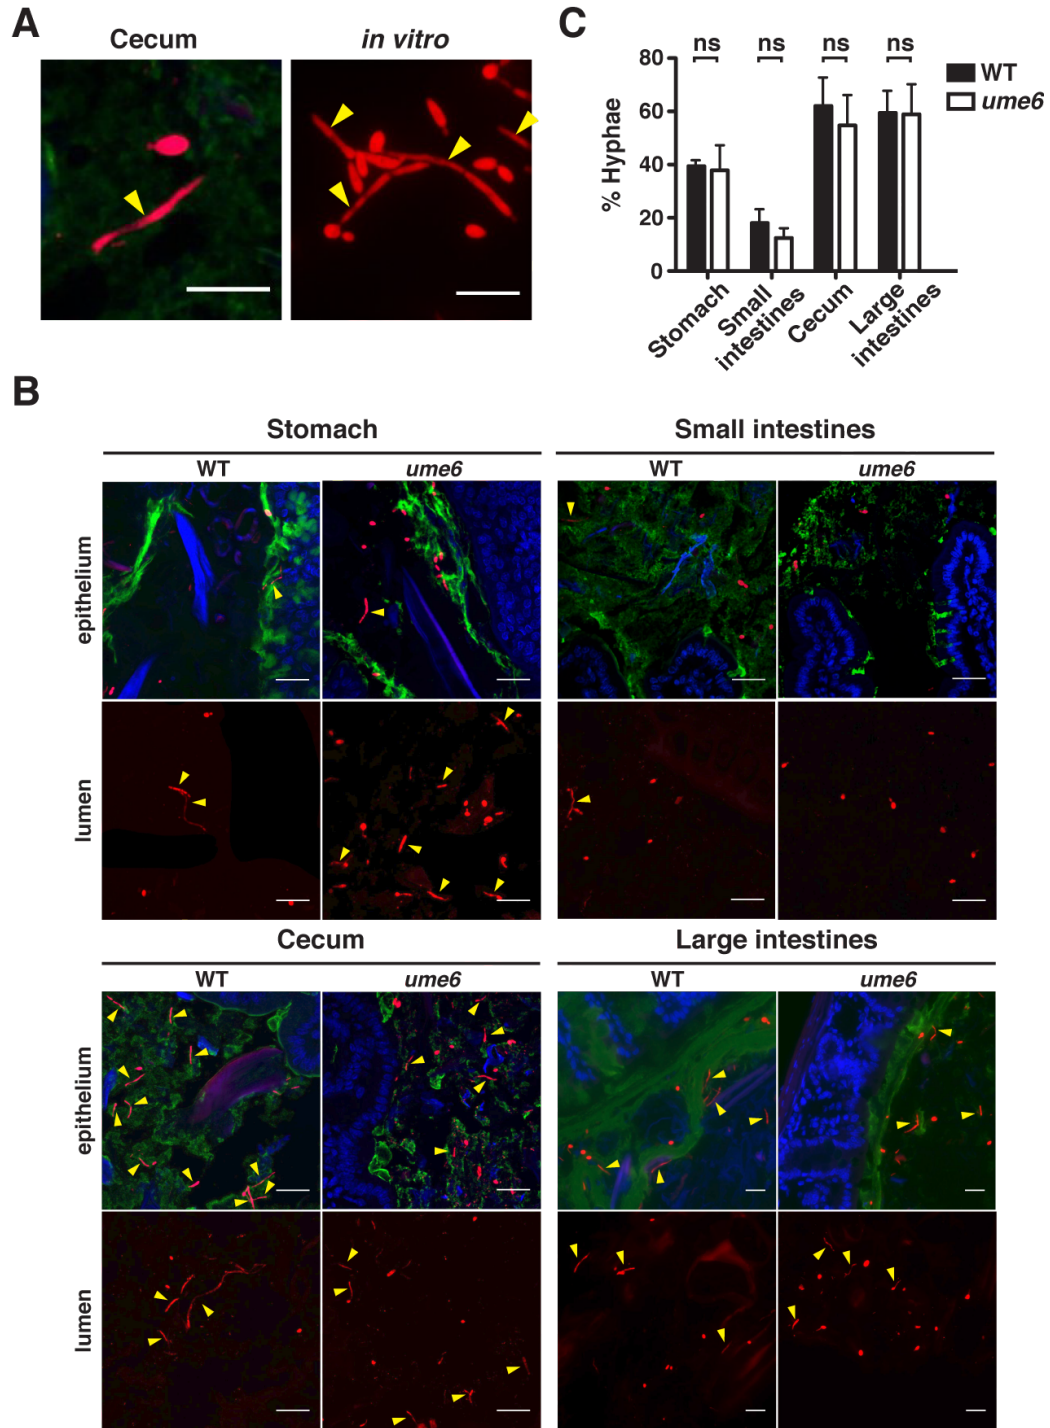 A
Cecum
in vitro
C
ns ns ns ns
80
60
40
20
0
% Hyphae
WT
ume6
Stomach
Small
intestines
Cecum
Large
intestines
B
Stomach
Small intestines
WT
ume6
WT
ume6
epithelium
lumen
Cecum
Large intestines
WT
ume6
WT
ume6
epithelium
lumen